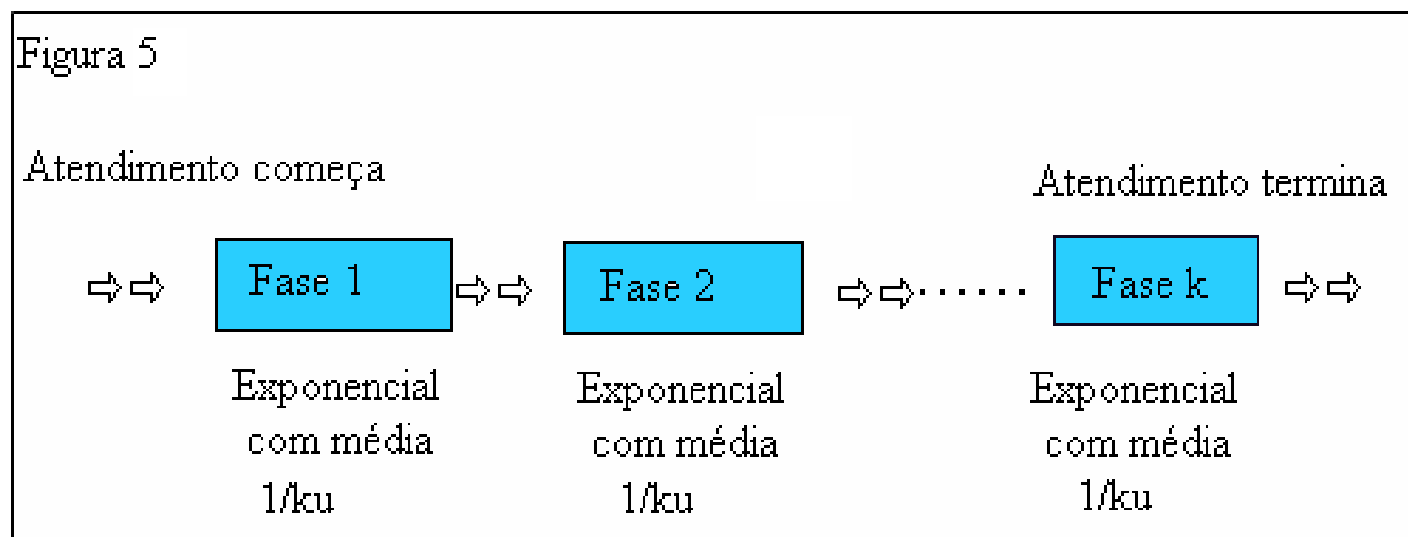 Figura 5
Atendimento começa
Atendimento termina
Fase 1
Fase 2
......
Fase k
Exponencial
com média
1/ku
Exponencial
com média
1/ku
Exponencial
com média
1/ku